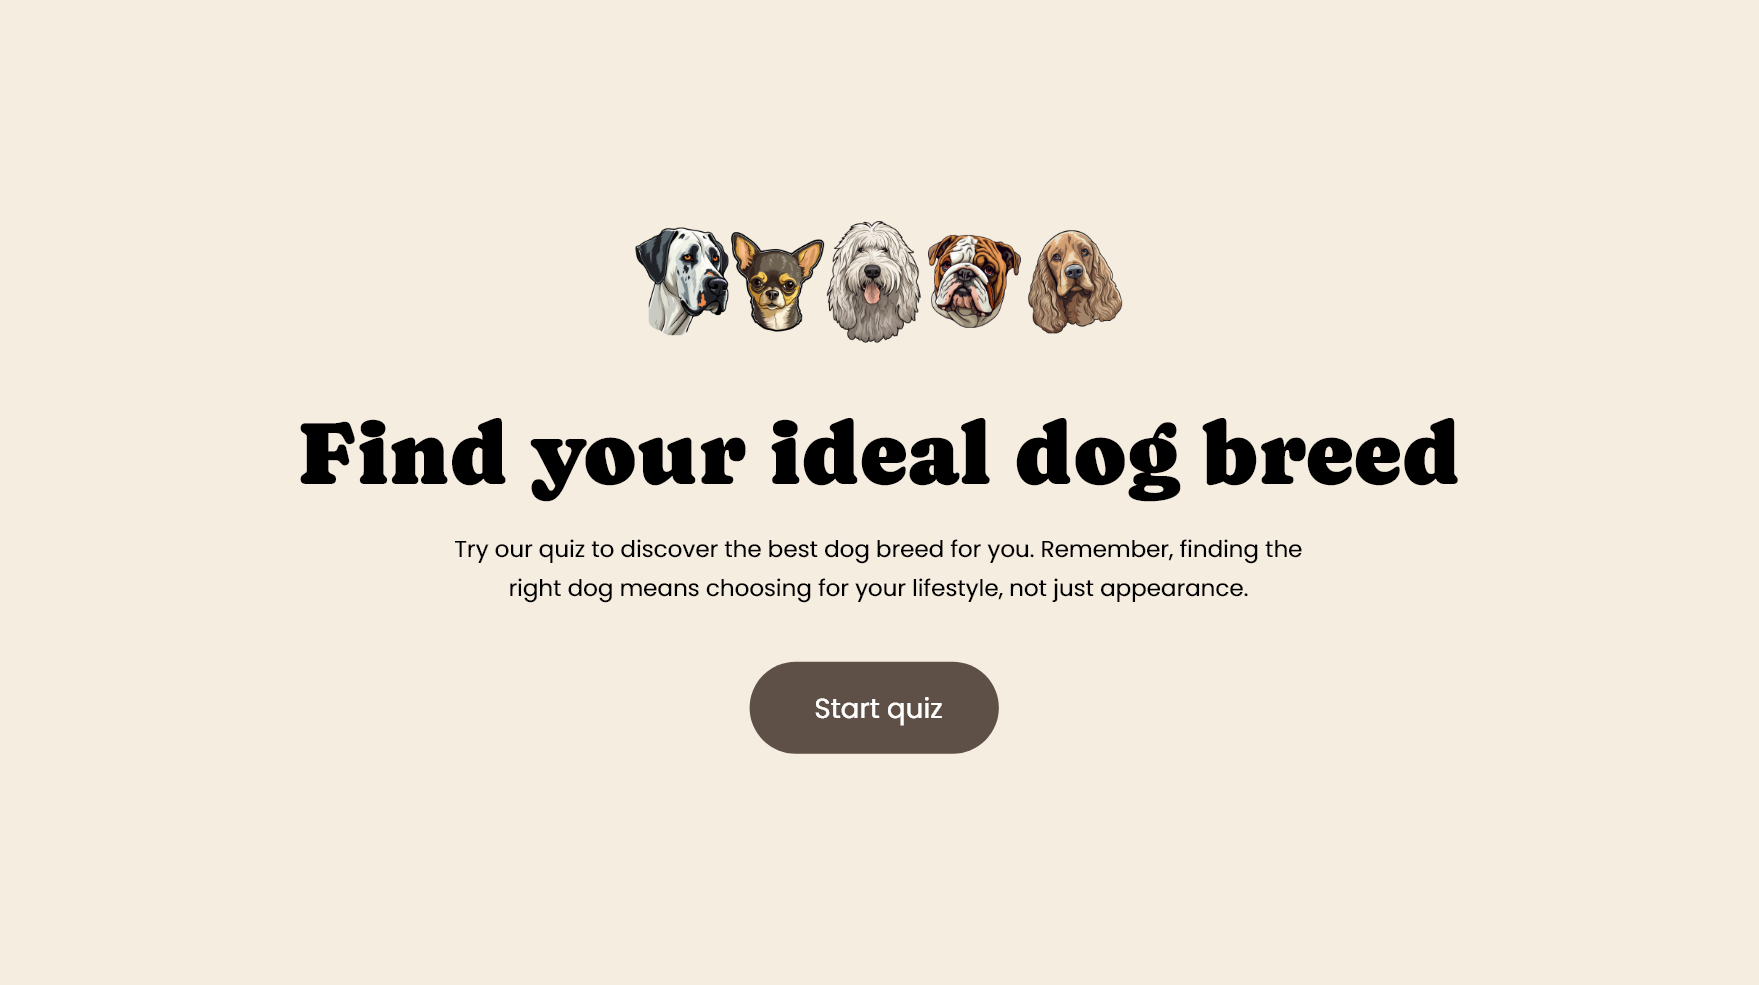 Find your ideal dog breed
Try our quiz to discover the best dog breed for you. Remember, finding the
right dog means choosing for your lifestyle, not just appearance.
Start quiz